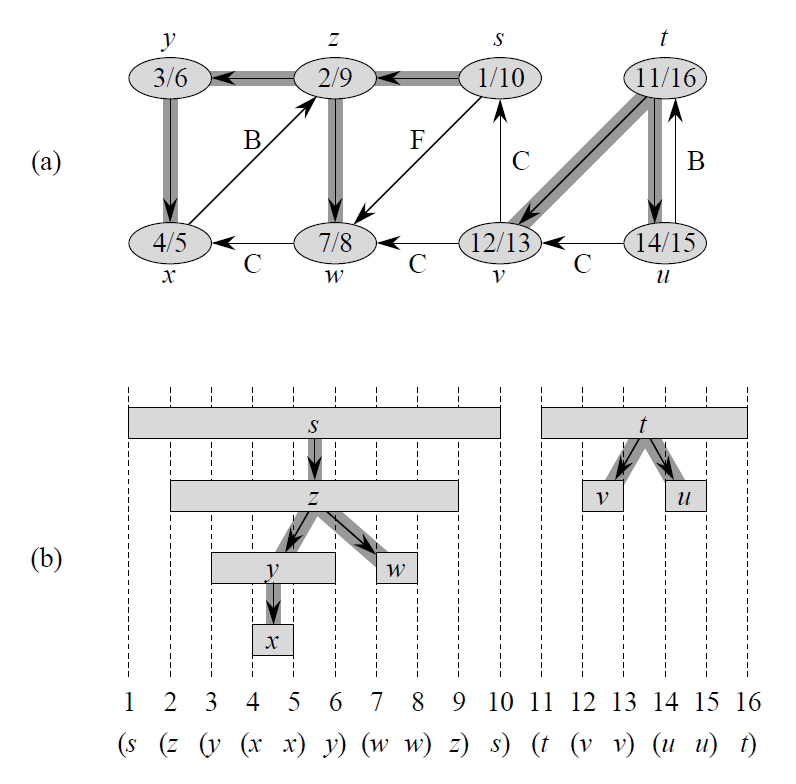 y z s t
3/6 2/9 1/10 11/16
(a) B F C B
4/5 7/8 12/13 14/15
C C C
x w v u
s t
z v u
(b) y w
x
1 2 3 4 5 6 7 8 9 10 11 12 13 14 15 16
(s (z (y (x x) y) (w w) z) s) (t (v v) (u u) t)